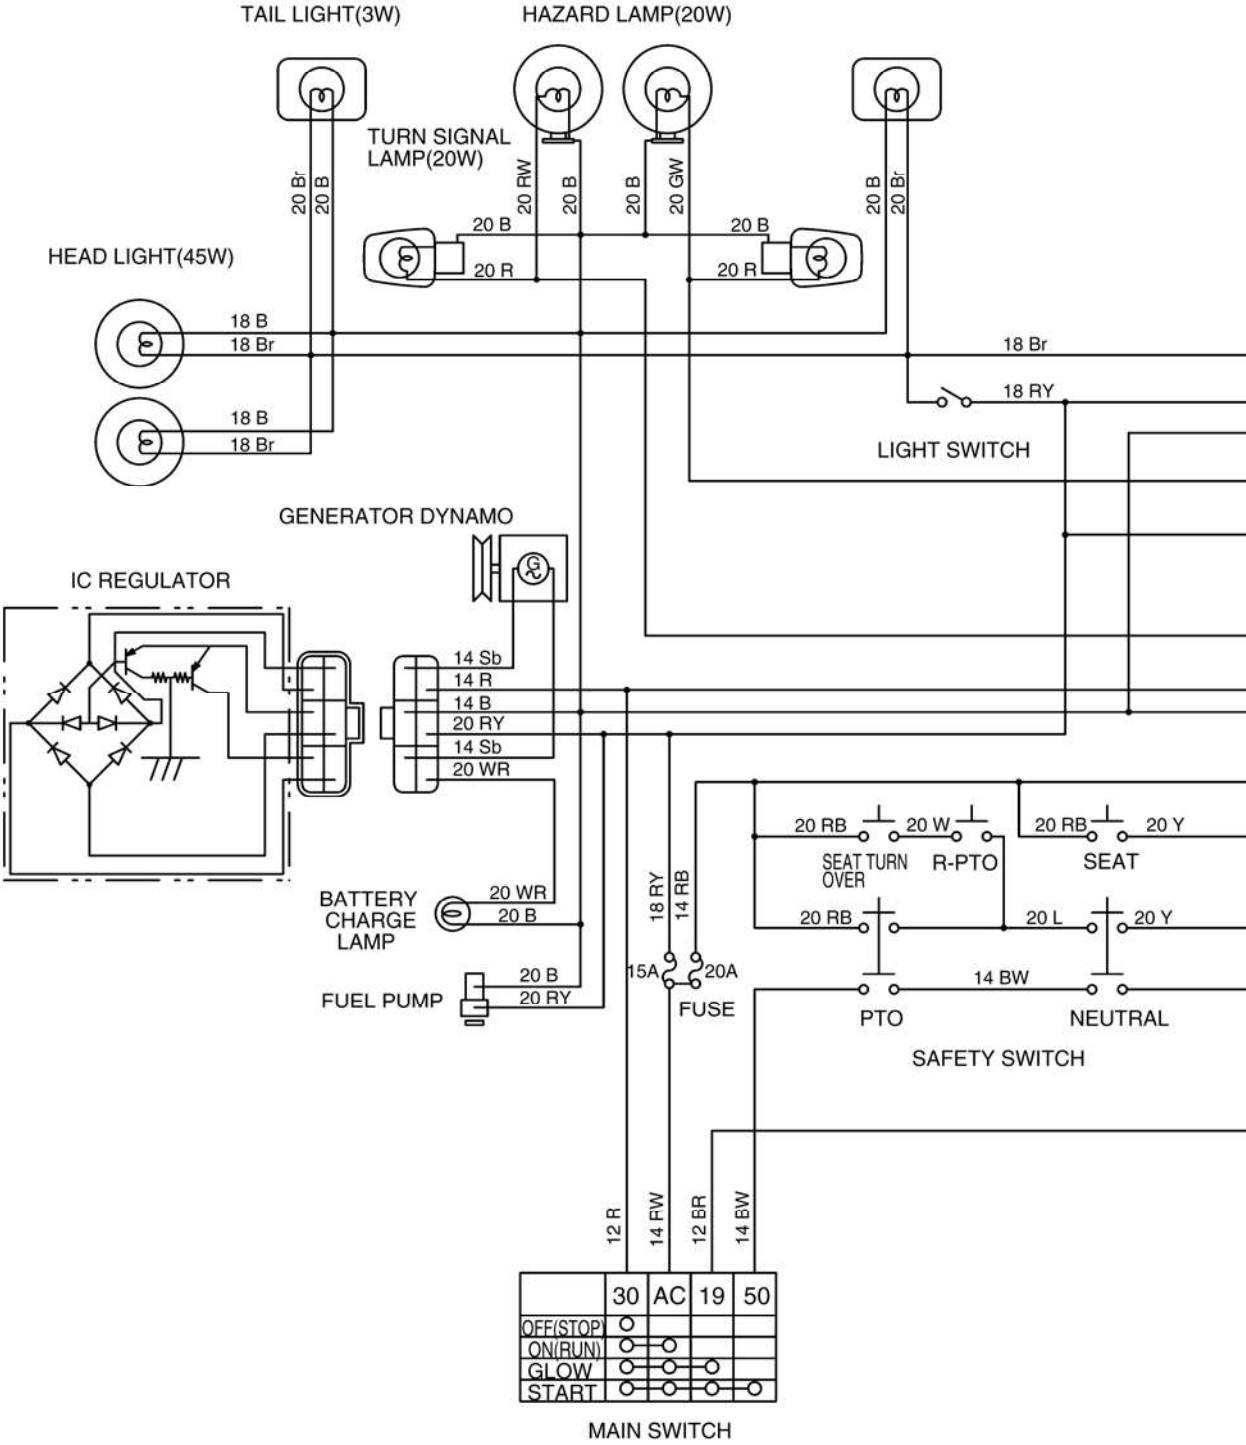 TAIL LIGHT(3W)
HAZARD LAMP(20W)
TURN SIGNAL
LAMP(20W)
20 Br
20 B
20 RW
20 B
20 B
20 GW
20 B
20 Br
20 B
20 B
20 R
20 R
HEAD LIGHT(45W)
18 B
18 Br
18 Br
18 RY
18 B
18 Br
LIGHT SWITCH
GENERATOR DYNAMO
G
IC REGULATOR
14 Sb
14 R
14 B
20 RY
14 Sb
20 WR
20 RB
20 W
20 RB
20 Y
SEAT TURN
OVER
R-PTO
SEAT
BATTERY
CHARGE
LAMP
20 WR
20 B
18 RY
14 RB
20 RB
20 L
20 Y
15A
20A
FUSE
FUEL PUMP
20 B
20 RY
14 BW
PTO
NEUTRAL
SAFETY SWITCH
12 R
14 RW
12 BR
14 BW
30 AC 19 50
OFF(STOP)
ON(RUN)
GLOW
START
MAIN SWITCH